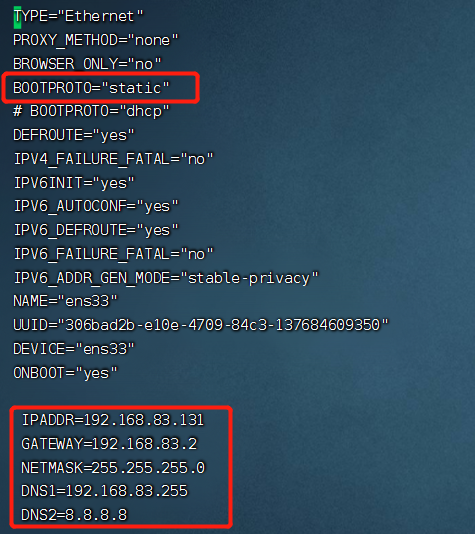 TYPE="Ethernet"
PROXY_METHOD="none"
BROWSER_ONLY="no"
BOOTPROTO="static"
# BOOTPROTO="dhcp"
DEFROUTE="yes"
IPV4_FAILURE_FATAL="no"
IPV6INIT="yes"
IPV6_AUTOCONF="yes"
IPV6_DEFROUTE="yes"
IPV6_FAILURE_FATAL="no"
IPV6_ADDR_GEN_MODE="stable-privacy"
NAME="ens33"
UUID="306bad2b-e10e-4709-84c3-137684609350"
DEVICE="ens33"
ONBOOT="yes"
IPADDR=192.168.83.131
GATEWAY=192.168.83.2
NETMASK=255.255.255.0
DNS1=192.168.83.255
DNS2=8.8.8.8